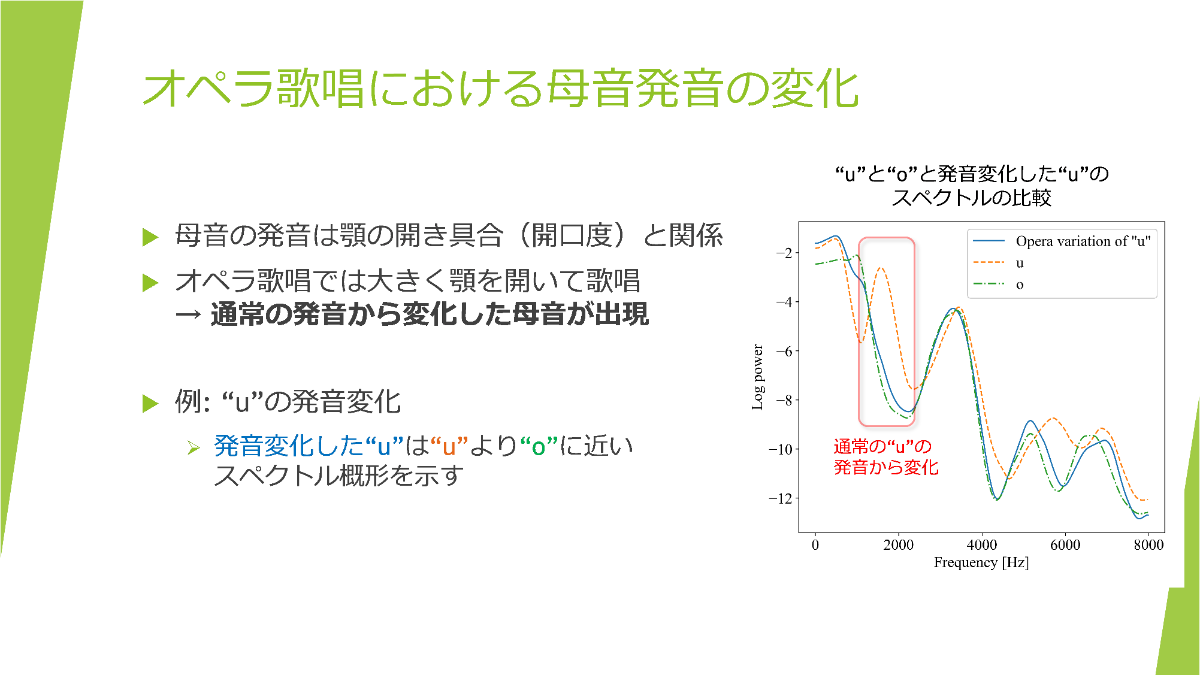 オペラ歌唱における母音発音の変化
母音の発音は顎の開き具合（開口度）と関係
オペラ歌唱では大きく顎を開いて歌唱
→ 通常の発音から変化した母音が出現
例: “u”の発音変化
発音変化した“u”は“u”より“o”に近い
スペクトル概形を示す
“u”と“o”と発音変化した“u”の
スペクトルの比較
Opera variation of "u"
u
o
通常の“u”の
発音から変化
Log power
−2
−4
−6
−8
−10
−12
0 2000 4000 6000 8000
Frequency [Hz]